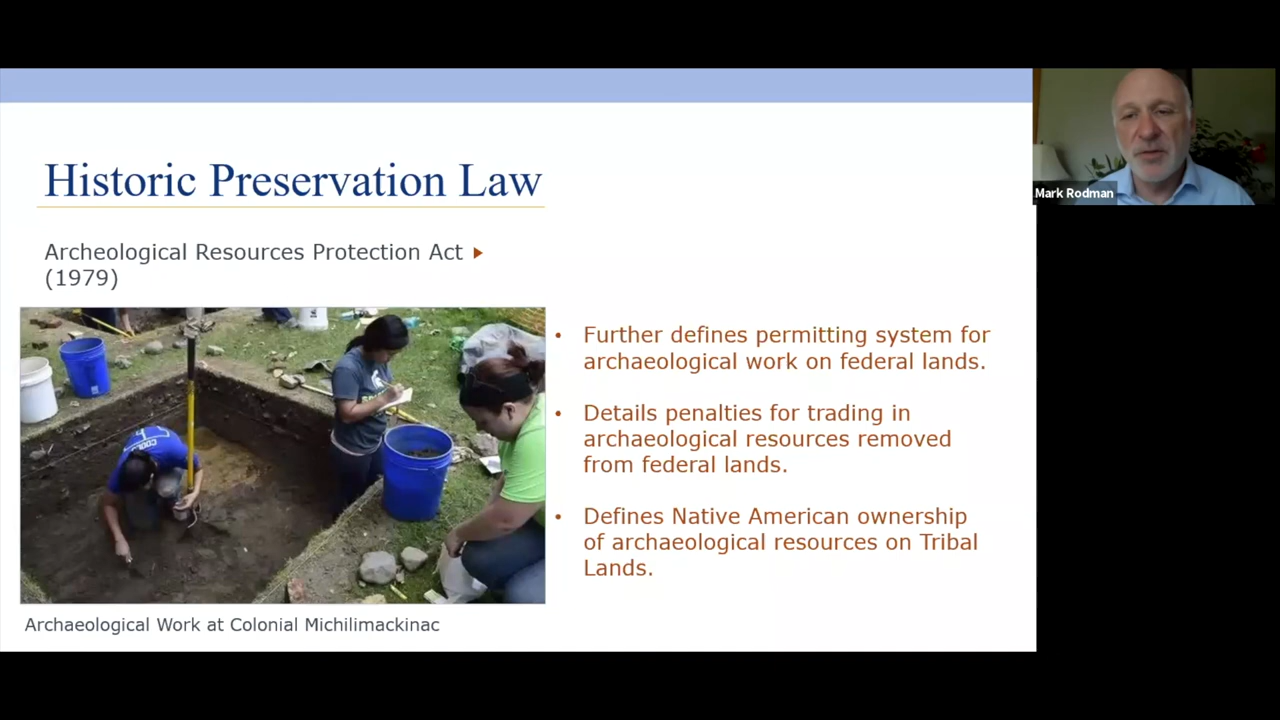 Historic Preservation Law
Archeological Resources Protection Act
(1979)
• Further defines permitting system for
archaeological work on federal lands.
• Details penalties for trading in
archaeological resources removed
from federal lands.
• Defines Native American ownership
of archaeological resources on Tribal
Lands.
Archaeological Work at Colonial Michilimackinac
Mark Rodman